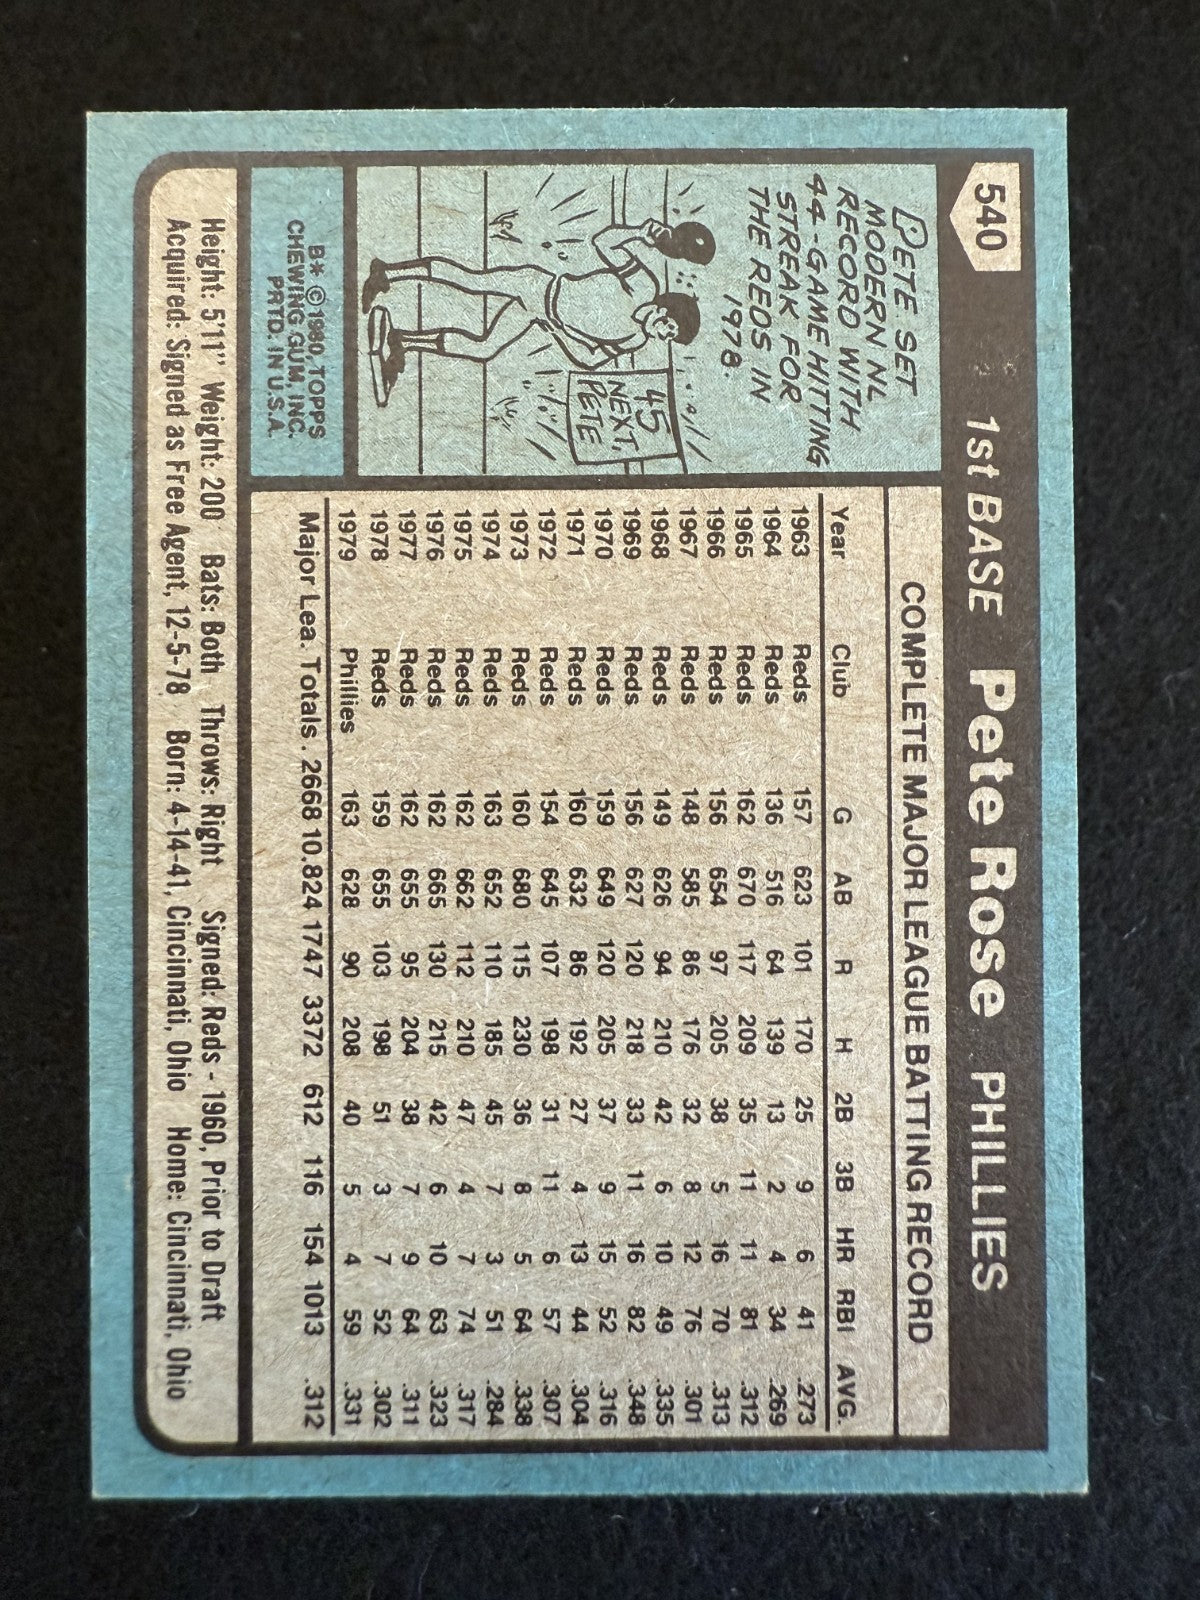 540 1st BASE Pete Rose PHILLIES
PETE SET
MODERN NL
RECORD WITH
44-GAME HITTING
STREAK FOR
THE REDS IN
1978.
45
NEXT,
PETE
B* © 1980, TOPPS
CHEWING GUM, INC.
PRTD. IN U.S.A.
COMPLETE MAJOR LEAGUE BATTING RECORD
Year Club G AB R H 2B 3B HR RBI AVG.
1963 Reds 157 623 101 170 25 9 6 41 .273
1964 Reds 136 516 64 139 13 2 4 34 .269
1965 Reds 162 670 117 209 35 11 11 81 .312
1966 Reds 156 654 97 205 38 5 16 70 .313
1967 Reds 148 585 86 176 32 8 12 76 .301
1968 Reds 149 626 94 210 42 6 10 49 .335
1969 Reds 156 627 120 218 33 11 16 82 .348
1970 Reds 159 649 120 205 37 9 15 52 .316
1971 Reds 160 632 86 192 27 4 13 44 .304
1972 Reds 154 645 107 198 31 11 6 57 .307
1973 Reds 160 680 115 230 36 8 5 64 .338
1974 Reds 163 652 110 185 45 7 3 51 .284
1975 Reds 162 662 112 210 47 4 7 74 .317
1976 Reds 162 665 130 215 42 6 10 63 .323
1977 Reds 162 655 95 204 38 7 9 64 .311
1978 Reds 159 655 103 198 51 3 7 52 .302
1979 Phillies 163 628 90 208 40 5 4 59 .331
Major Lea. Totals. 2668 10,824 1747 3372 612 116 154 1013 .312
Height: 5'11" Weight: 200 Bats: Both Throws: Right Signed: Reds - 1960, Prior to Draft
Acquired: Signed as Free Agent, 12-5-78 Born: 4-14-41, Cincinnati, Ohio Home: Cincinnati, Ohio